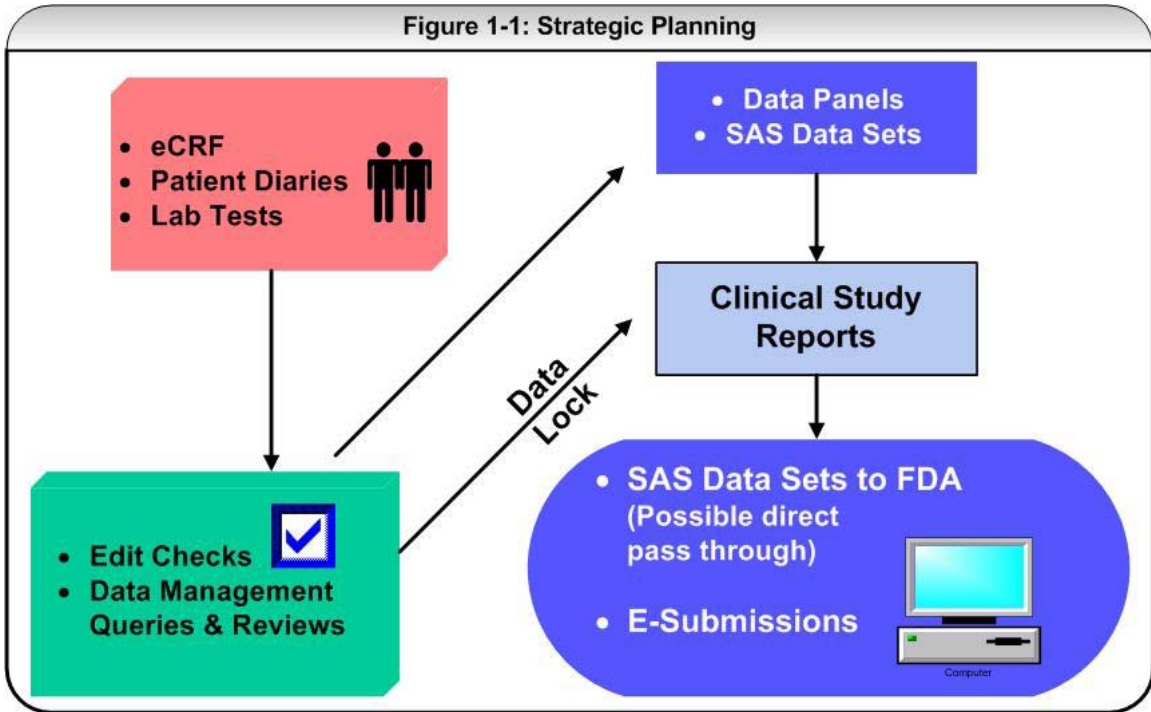 Figure 1-1: Strategic Planning
• eCRF
• Patient Diaries
• Lab Tests
• Data Panels
• SAS Data Sets
Clinical Study
Reports
Data
Lock
• Edit Checks
• Data Management
Queries & Reviews
• SAS Data Sets to FDA
(Possible direct
pass through)
• E-Submissions
Computer